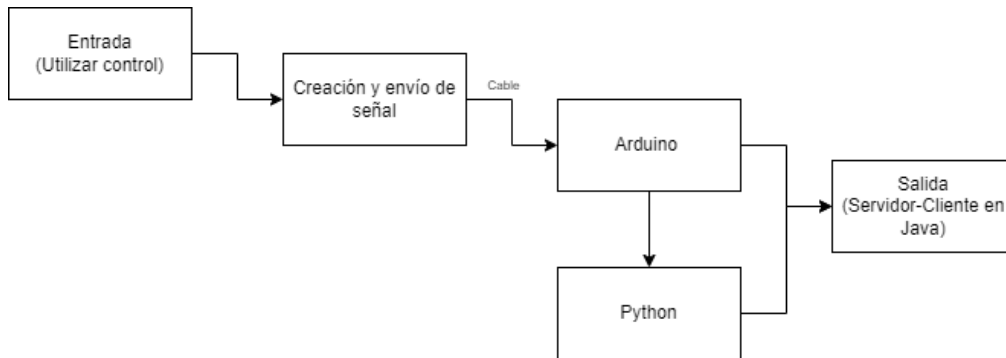 Entrada
(Utilizar control)
Creación y envío de
señal
Cable
Arduino
Salida
(Servidor-Cliente en
Java)
Python